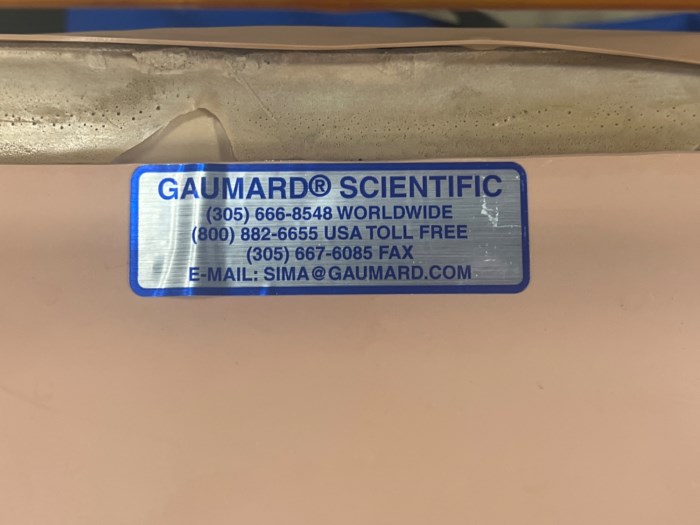 GAUMARD® SCIENTIFIC
(305) 666-8548 WORLDWIDE
(800) 882-6655 USA TOLL FREE
(305) 667-6085 FAX
E-MAIL: SIMA@GAUMARD.COM